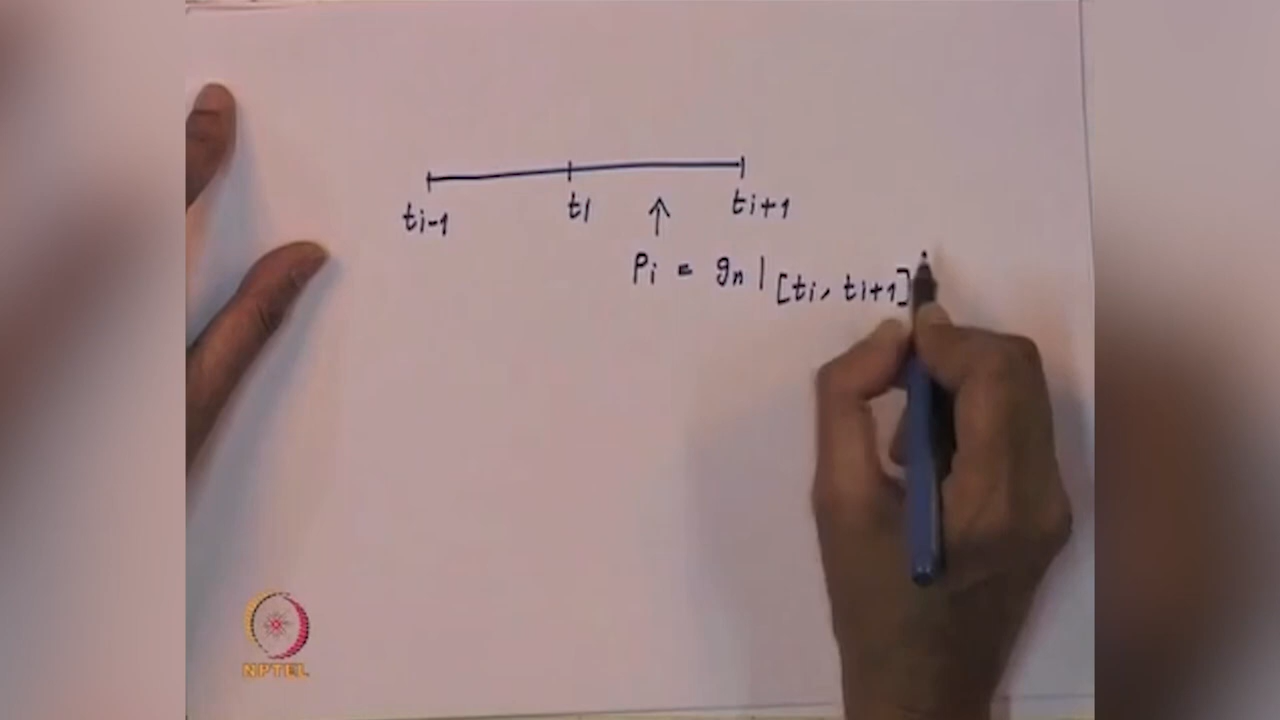 ti-1 ti ti+1
↑
Pi = gn | [ti, ti+1]
NPTEL